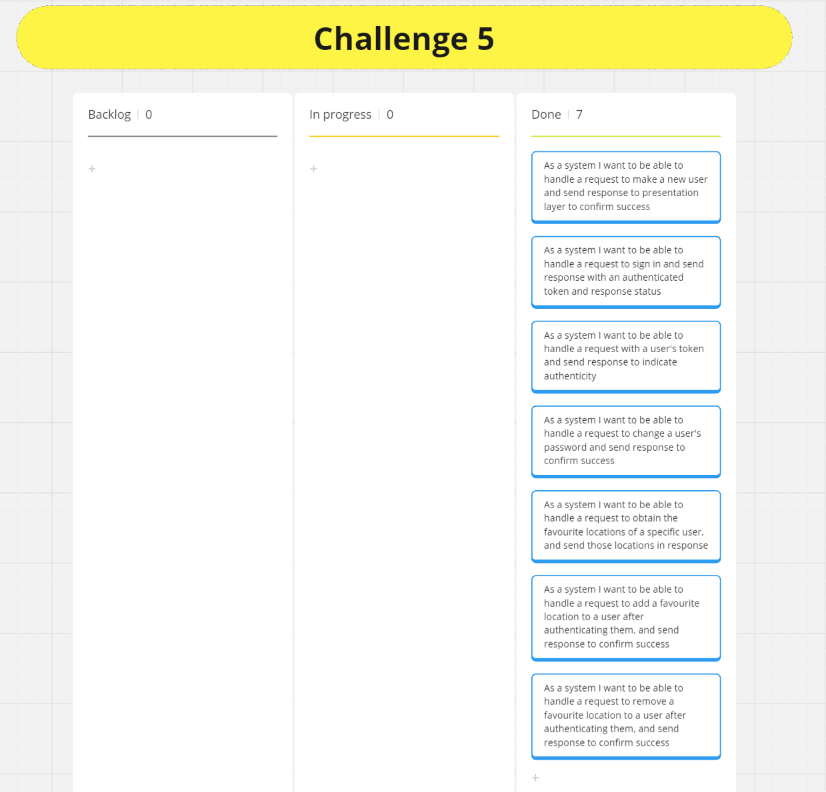 Challenge 5
Backlog | 0
+
In progress | 0
+
Done | 7
As a system I want to be able to
handle a request to make a new user
and send response to presentation
layer to confirm success
As a system I want to be able to
handle a request to sign in and send
response with an authenticated
token and response status
As a system I want to be able to
handle a request with a user's token
and send response to indicate
authenticity
As a system I want to be able to
handle a request to change a user's
password and send response to
confirm success
As a system I want to be able to
handle a request to obtain the
favourite locations of a specific user,
and send those locations in response
As a system I want to be able to
handle a request to add a favourite
location to a user after
authenticating them, and send
response to confirm success
As a system I want to be able to
handle a request to remove a
favourite location to a user after
authenticating them, and send
response to confirm success
+